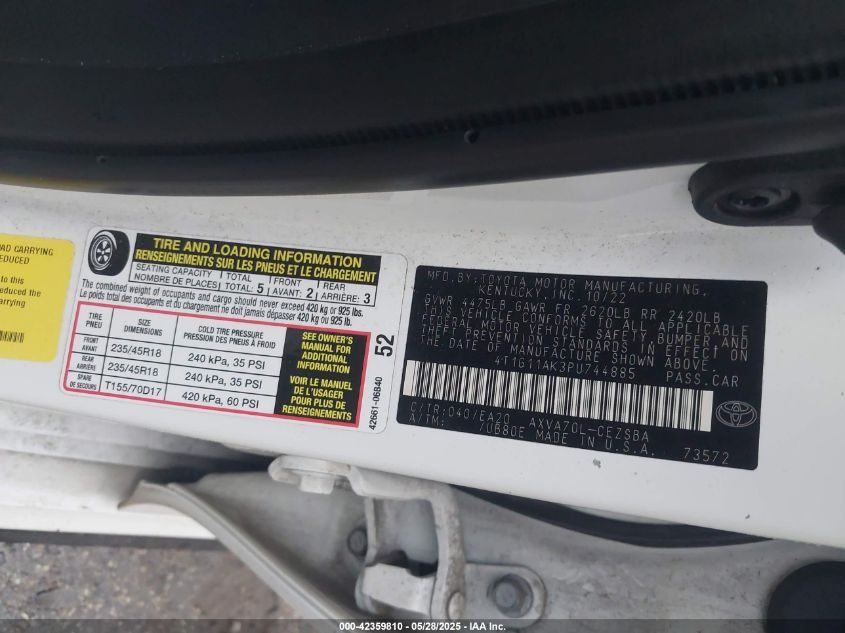 AD CARRYING
EDUCED
to this
ect the
arrying
TIRE AND LOADING INFORMATION
RENSEIGNEMENTS SUR LES PNEUS ET LE CHARGEMENT
SEATING CAPACITY
NOMBRE DE PLACES
TOTAL
TOTAL 5
FRONT
AVANT: 2
REAR
ARRIÈRE: 3
The combined weight of occupants and cargo should never exceed 420 kg or 925 lbs.
Le poids total des occupants et du chargement ne doit jamais dépasser 420 kg ou 925 lb.
TIRE
PNEU
SIZE
DIMENSIONS
COLD TIRE PRESSURE
PRESSION DES PNEUS À FROID
FRONT
AVANT
235/45R18
240 kPa, 35 PSI
REAR
ARRIÈRE
235/45R18
240 kPa, 35 PSI
SPARE
DE SECOURS
T155/70D17
420 kPa, 60 PSI
SEE OWNER'S
MANUAL FOR
ADDITIONAL
INFORMATION
VOIR LE MANUEL
DE L'USAGER
POUR PLUS DE
RENSEIGNEMENTS
52
42661-06B40
MFD.BY:TOYOTA MOTOR MANUFACTURING,
KENTUCKY, INC. 10/22
GVWR 4475LB GAWR FR 2620LB RR 2420LB
THIS VEHICLE CONFORMS TO ALL APPLICABLE
FEDERAL MOTOR VEHICLE SAFETY, BUMPER, AND
THEFT PREVENTION STANDARDS IN EFFECT ON
THE DATE OF MANUFACTURE SHOWN ABOVE.
4T1G11AK3PU744885 PASS.CAR
C/TR:040/EA20 AXVA70L-CEZSBA
A/TM: /UB80E MADE IN U.S.A. 73572
000-42359810 — 05/28/2025 — IAA Inc.